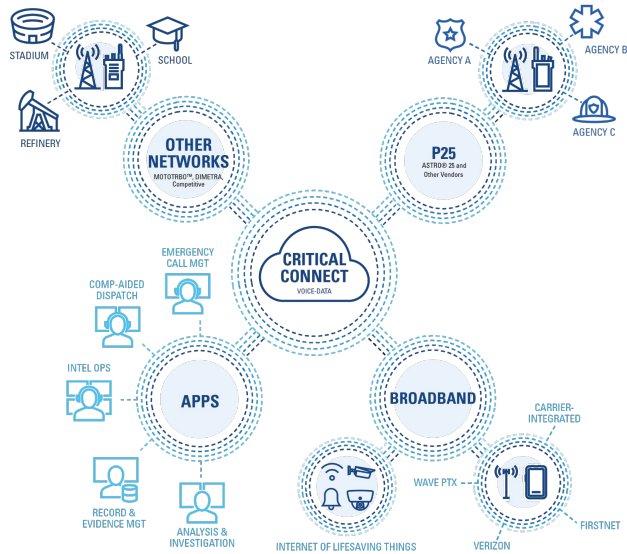 STADIUM
SCHOOL
REFINERY
AGENCY A
AGENCY B
AGENCY C
OTHER
NETWORKS
MOTOTRBO™, DIMETRA,
Competitive
P25
ASTRO® 25 and
Other Vendors
CRITICAL
CONNECT
VOICE-DATA
EMERGENCY
CALL MGT
COMP-AIDED
DISPATCH
INTEL OPS
APPS
RECORD &
EVIDENCE MGT
ANALYSIS &
INVESTIGATION
BROADBAND
INTERNET OF LIFESAVING THINGS
CARRIER-
INTEGRATED
WAVE PTX
FIRSTNET
VERIZON